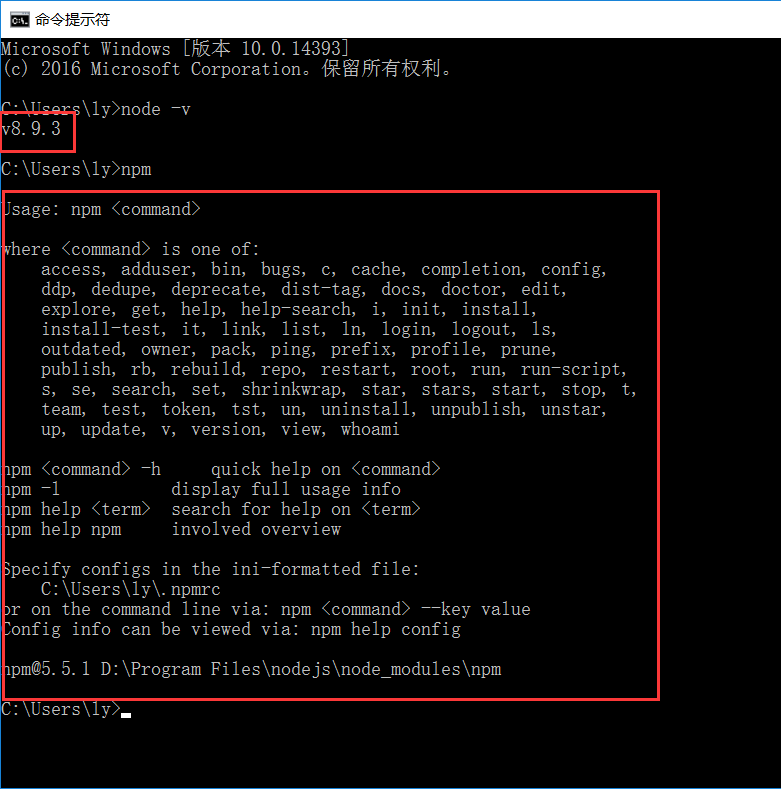 命令提示符
Microsoft Windows [版本 10.0.14393]
(c) 2016 Microsoft Corporation。保留所有权利。
C:\Users\ly>node -v
v8.9.3
C:\Users\ly>npm
Usage: npm <command>
where <command> is one of:
access, adduser, bin, bugs, c, cache, completion, config,
ddp, dedupe, deprecate, dist-tag, docs, doctor, edit,
explore, get, help, help-search, i, init, install,
install-test, it, link, list, ln, login, logout, ls,
outdated, owner, pack, ping, prefix, profile, prune,
publish, rb, rebuild, repo, restart, root, run, run-script,
s, se, search, set, shrinkwrap, star, stars, start, stop, t,
team, test, token, tst, un, uninstall, unpublish, unstar,
up, update, v, version, view, whoami
npm <command> -h     quick help on <command>
npm -l           display full usage info
npm help <term>  search for help on <term>
npm help npm     involved overview
Specify configs in the ini-formatted file:
C:\Users\ly\.npmrc
or on the command line via: npm <command> --key value
Config info can be viewed via: npm help config
npm@5.5.1 D:\Program Files\nodejs\node_modules\npm
C:\Users\ly>